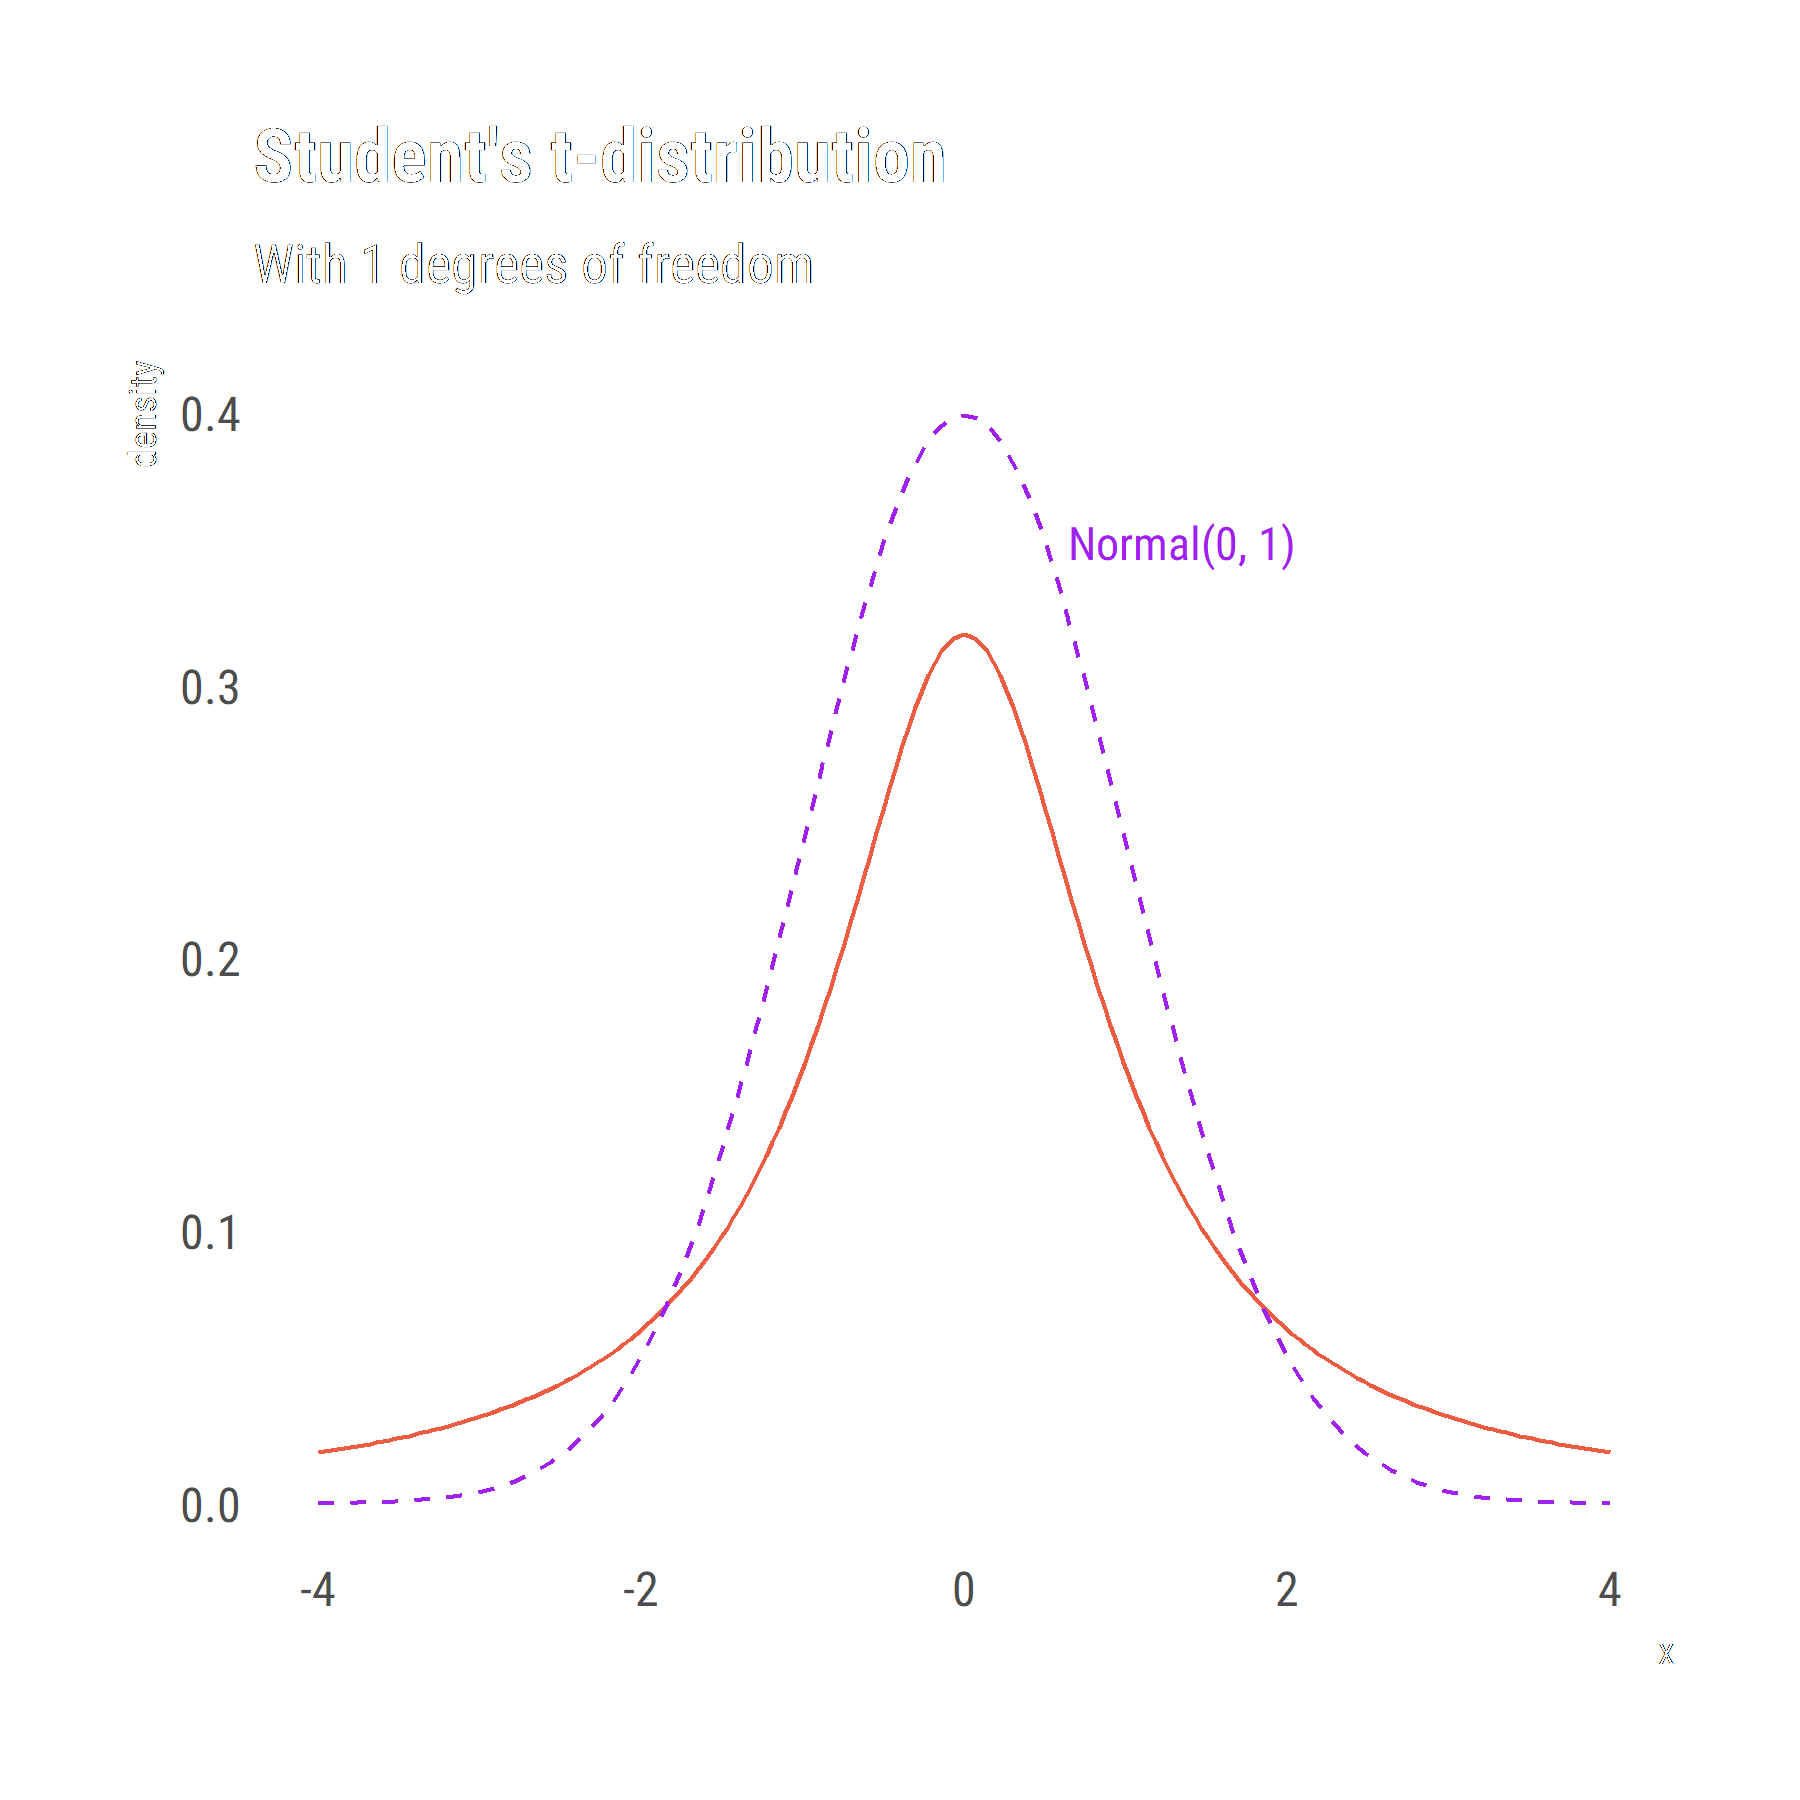 Student's t-distribution
With 1 degrees of freedom
density
0.4
Normal(0, 1)
0.3
0.2
0.1
0.0
-4 -2 0 2 4
x